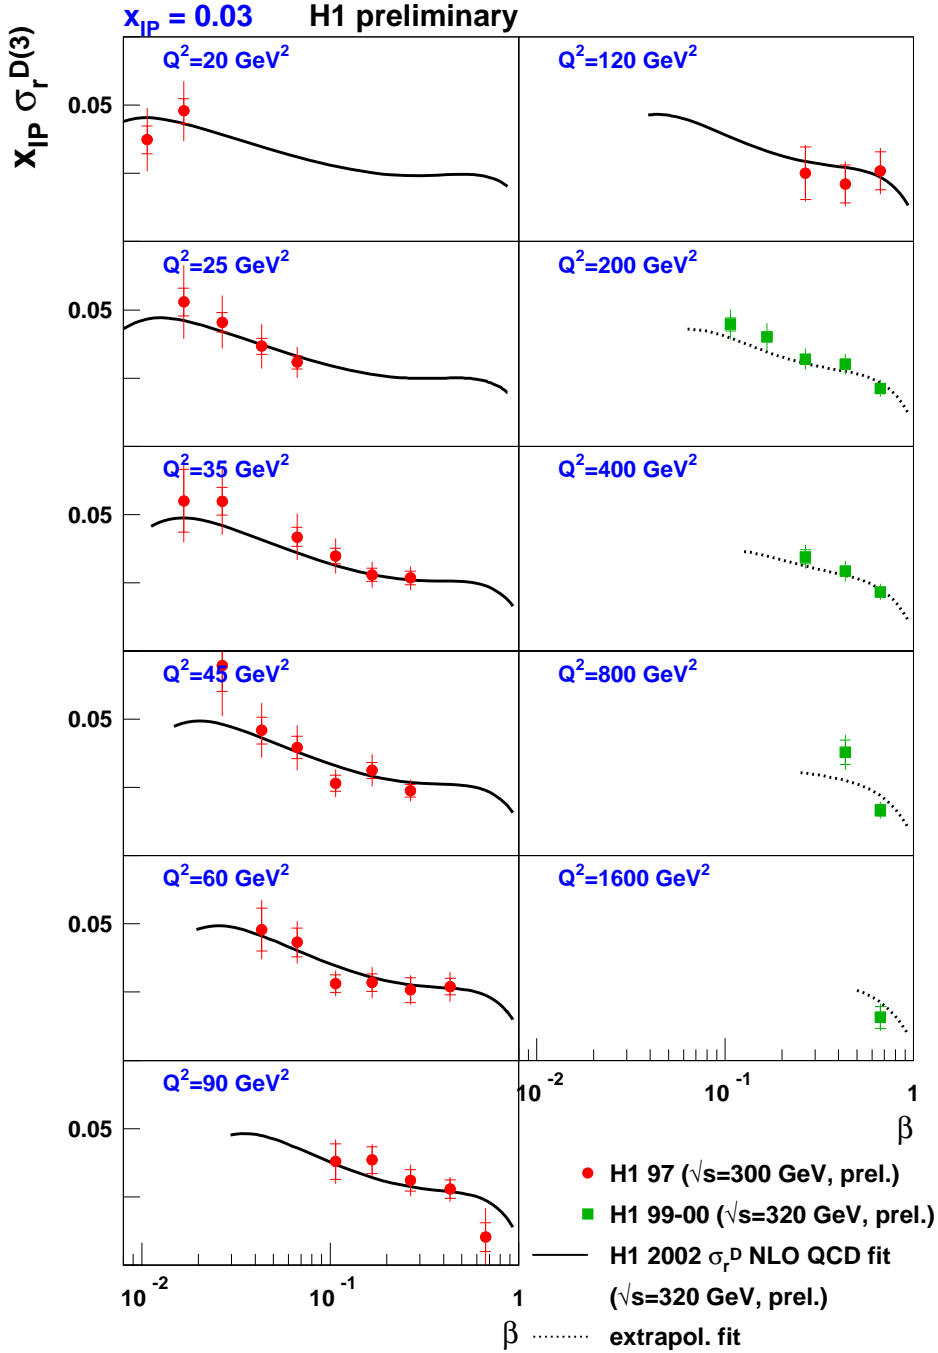 x_IP = 0.03 H1 preliminary
x_IP σ_r^D(3)
Q²=20 GeV²
Q²=120 GeV²
0.05
Q²=25 GeV²
Q²=200 GeV²
0.05
Q²=35 GeV²
Q²=400 GeV²
0.05
Q²=45 GeV²
Q²=800 GeV²
0.05
Q²=60 GeV²
Q²=1600 GeV²
0.05
10⁻² 10⁻¹ 1
β
Q²=90 GeV²
0.05
10⁻² 10⁻¹ 1
β
H1 97 (√s=300 GeV, prel.)
H1 99-00 (√s=320 GeV, prel.)
H1 2002 σ_r^D NLO QCD fit
(√s=320 GeV, prel.)
extrapol. fit